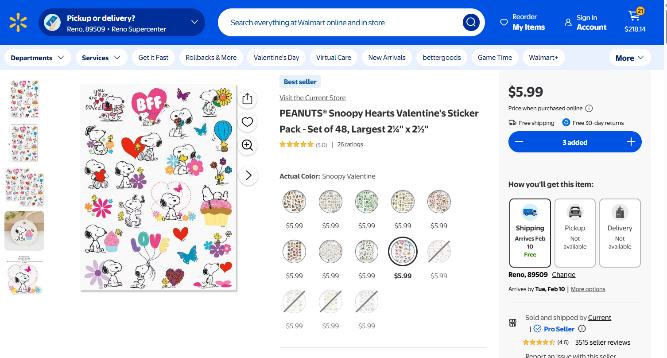 Pickup or delivery?
Reno, 89509 • Reno Supercenter
Search everything at Walmart online and in store
Reorder
My Items
Sign In
Account
21
$218.14
Departments
Services
Get it Fast
Rollbacks & More
Valentine's Day
Virtual Care
New Arrivals
bettergoods
Game Time
Walmart+
More
BFF
LOVE
Best seller
Visit the Current Store
PEANUTS® Snoopy Hearts Valentine's Sticker
Pack - Set of 48, Largest 2¼" x 2½"
(5.0) | 26 ratings
Actual Color: Snoopy Valentine
$5.99 $5.99 $5.99 $5.99 $5.99
$5.99 $5.99 $5.99 $5.99 $5.99
$5.99 $5.99 $5.99
$5.99
Price when purchased online
Free shipping Free 30-day returns
3 added
How you'll get this item:
Shipping
Arrives Feb
10
Free
Pickup
Not
available
Delivery
Not
available
Reno, 89509 Change
Arrives by Tue, Feb 10 | More options
Sold and shipped by Current
| Pro Seller
(4.6) 3515 seller reviews
Report an issue with this seller